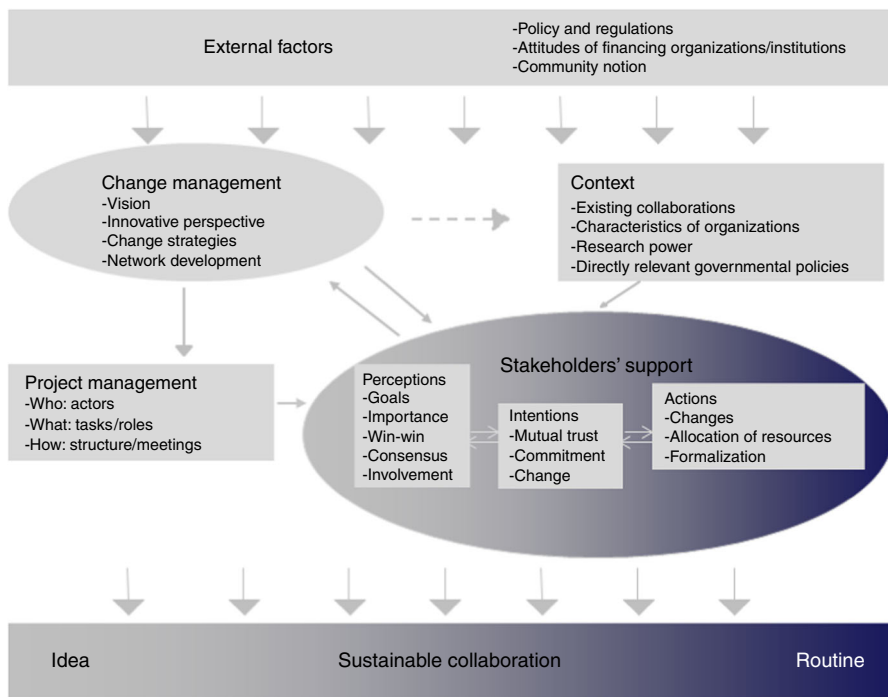 External factors
-Policy and regulations
-Attitudes of financing organizations/institutions
-Community notion
Change management
-Vision
-Innovative perspective
-Change strategies
-Network development
Context
-Existing collaborations
-Characteristics of organizations
-Research power
-Directly relevant governmental policies
Project management
-Who: actors
-What: tasks/roles
-How: structure/meetings
Stakeholders' support
Perceptions
-Goals
-Importance
-Win-win
-Consensus
-Involvement
Intentions
-Mutual trust
-Commitment
-Change
Actions
-Changes
-Allocation of resources
-Formalization
Idea
Sustainable collaboration
Routine